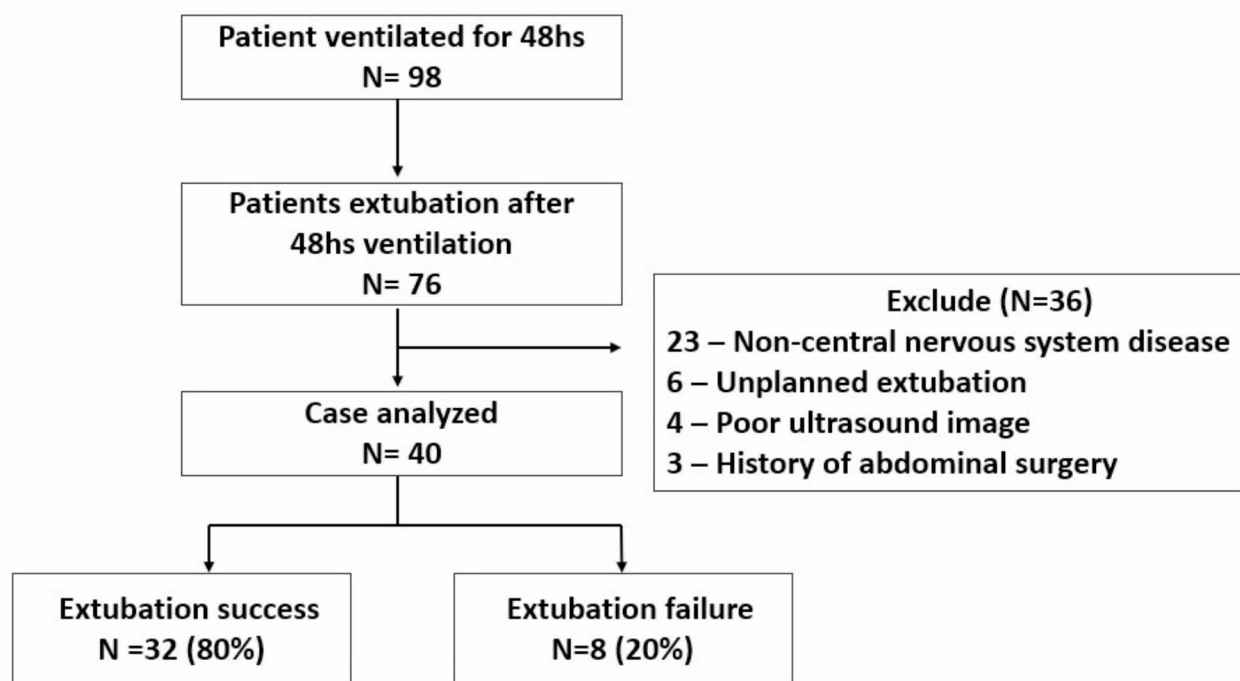 Patient ventilated for 48hs
N= 98
Patients extubation after
48hs ventilation
N= 76
Exclude (N=36)
23 – Non-central nervous system disease
6 – Unplanned extubation
4 – Poor ultrasound image
3 – History of abdominal surgery
Case analyzed
N= 40
Extubation success
N =32 (80%)
Extubation failure
N=8 (20%)